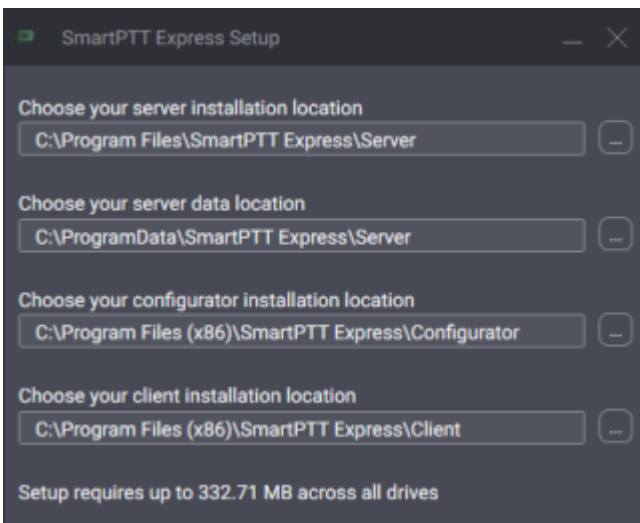 SmartPTT Express Setup
Choose your server installation location
C:\Program Files\SmartPTT Express\Server
...
Choose your server data location
C:\ProgramData\SmartPTT Express\Server
...
Choose your configurator installation location
C:\Program Files (x86)\SmartPTT Express\Configurator
...
Choose your client installation location
C:\Program Files (x86)\SmartPTT Express\Client
...
Setup requires up to 332.71 MB across all drives